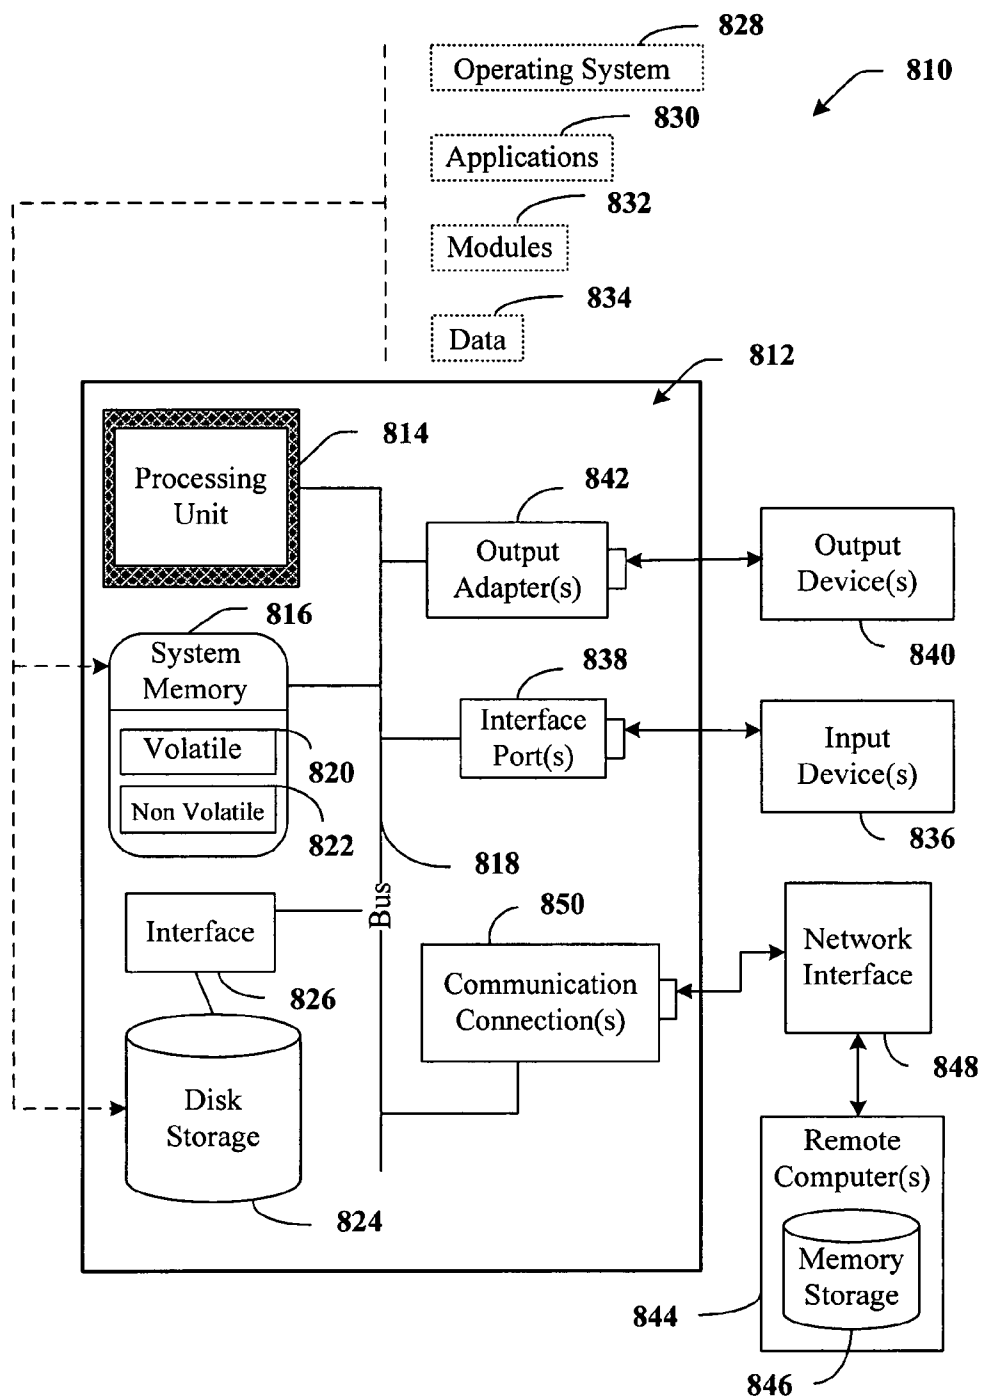 828
Operating System
810
830
Applications
832
Modules
834
Data
812
814
Processing
Unit
842
Output
Adapter(s)
Output
Device(s)
840
816
System
Memory
838
Interface
Port(s)
Input
Device(s)
836
Volatile
820
Non Volatile
822
818
Bus
850
Interface
826
Communication
Connection(s)
Network
Interface
848
Disk
Storage
824
Remote
Computer(s)
Memory
Storage
844
846